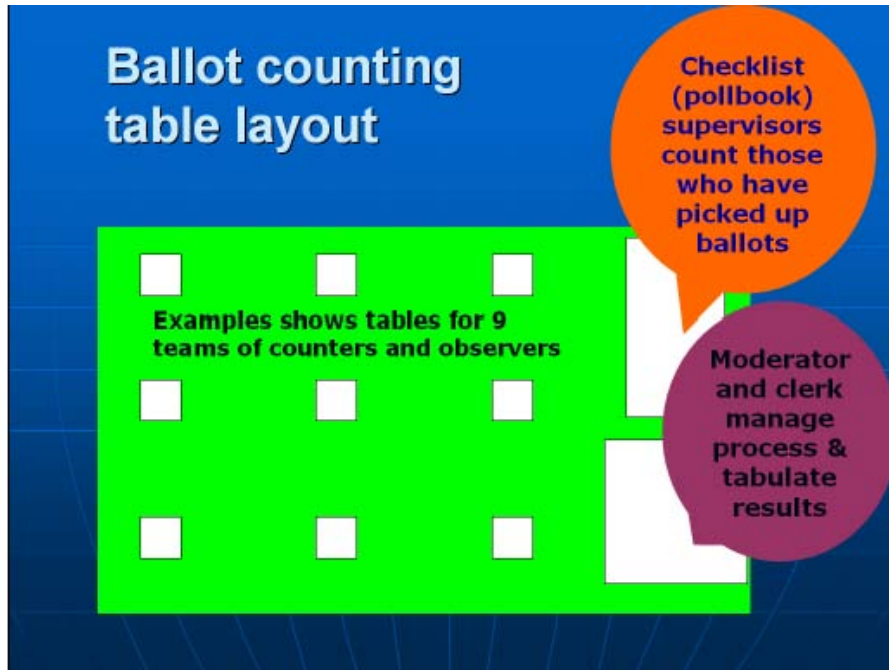 Ballot counting
table layout
Checklist
(pollbook)
supervisors
count those
who have
picked up
ballots
Examples shows tables for 9
teams of counters and observers
Moderator
and clerk
manage
process &
tabulate
results